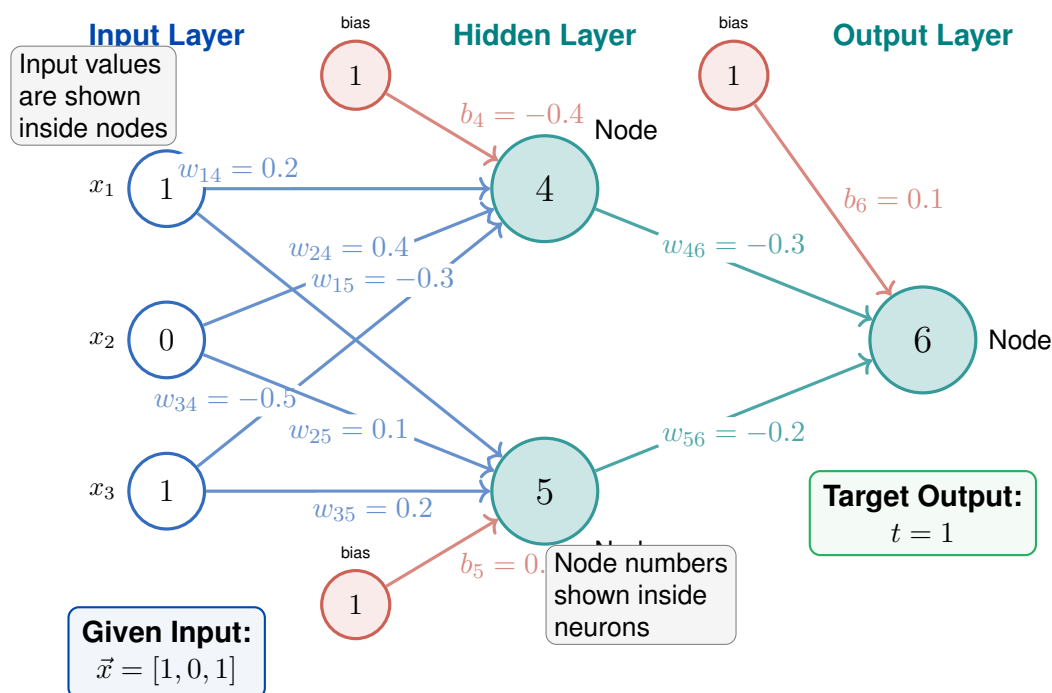 bias
bias
Input Layer
Hidden Layer
Output Layer
Input values
are shown
inside nodes
1
1
b₄ = −0.4
Node
x₁
1
w₁₄ = 0.2
4
b₆ = 0.1
w₂₄ = 0.4
w₁₅ = −0.3
w₄₆ = −0.3
x₂
0
6
Node
w₃₄ = −0.5
w₂₅ = 0.1
w₅₆ = −0.2
x₃
1
w₃₅ = 0.2
5
Target Output:
t = 1
bias
1
b₅ = 0.
Node numbers
shown inside
neurons
Given Input:
x⃗ = [1, 0, 1]